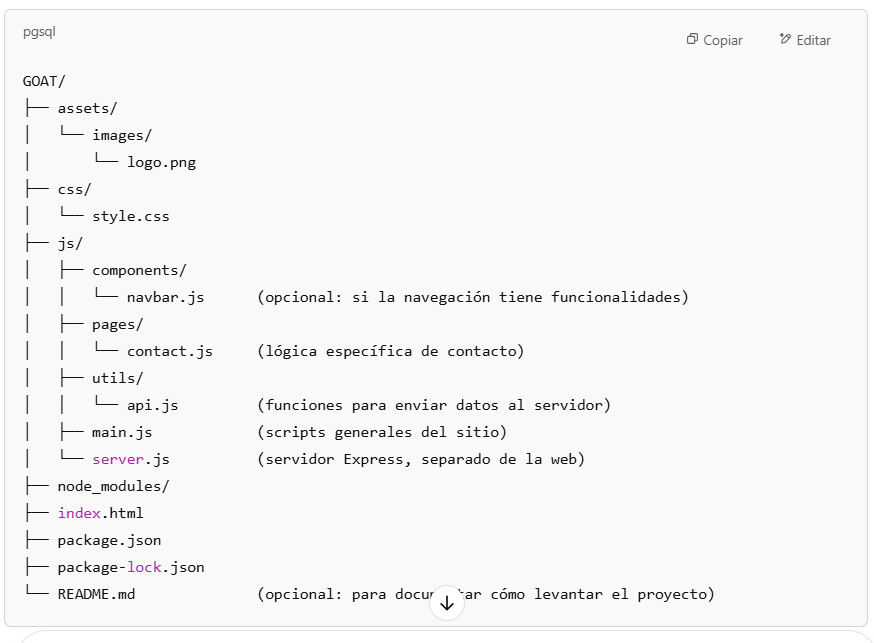 pgsql
Copiar Editar
GOAT/
├── assets/
│   └── images/
│       └── logo.png
├── css/
│   └── style.css
├── js/
│   ├── components/
│   │   └── navbar.js      (opcional: si la navegación tiene funcionalidades)
│   ├── pages/
│   │   └── contact.js     (lógica específica de contacto)
│   ├── utils/
│   │   └── api.js         (funciones para enviar datos al servidor)
│   ├── main.js            (scripts generales del sitio)
│   └── server.js          (servidor Express, separado de la web)
├── node_modules/
├── index.html
├── package.json
├── package-lock.json
└── README.md              (opcional: para cómo levantar el proyecto)